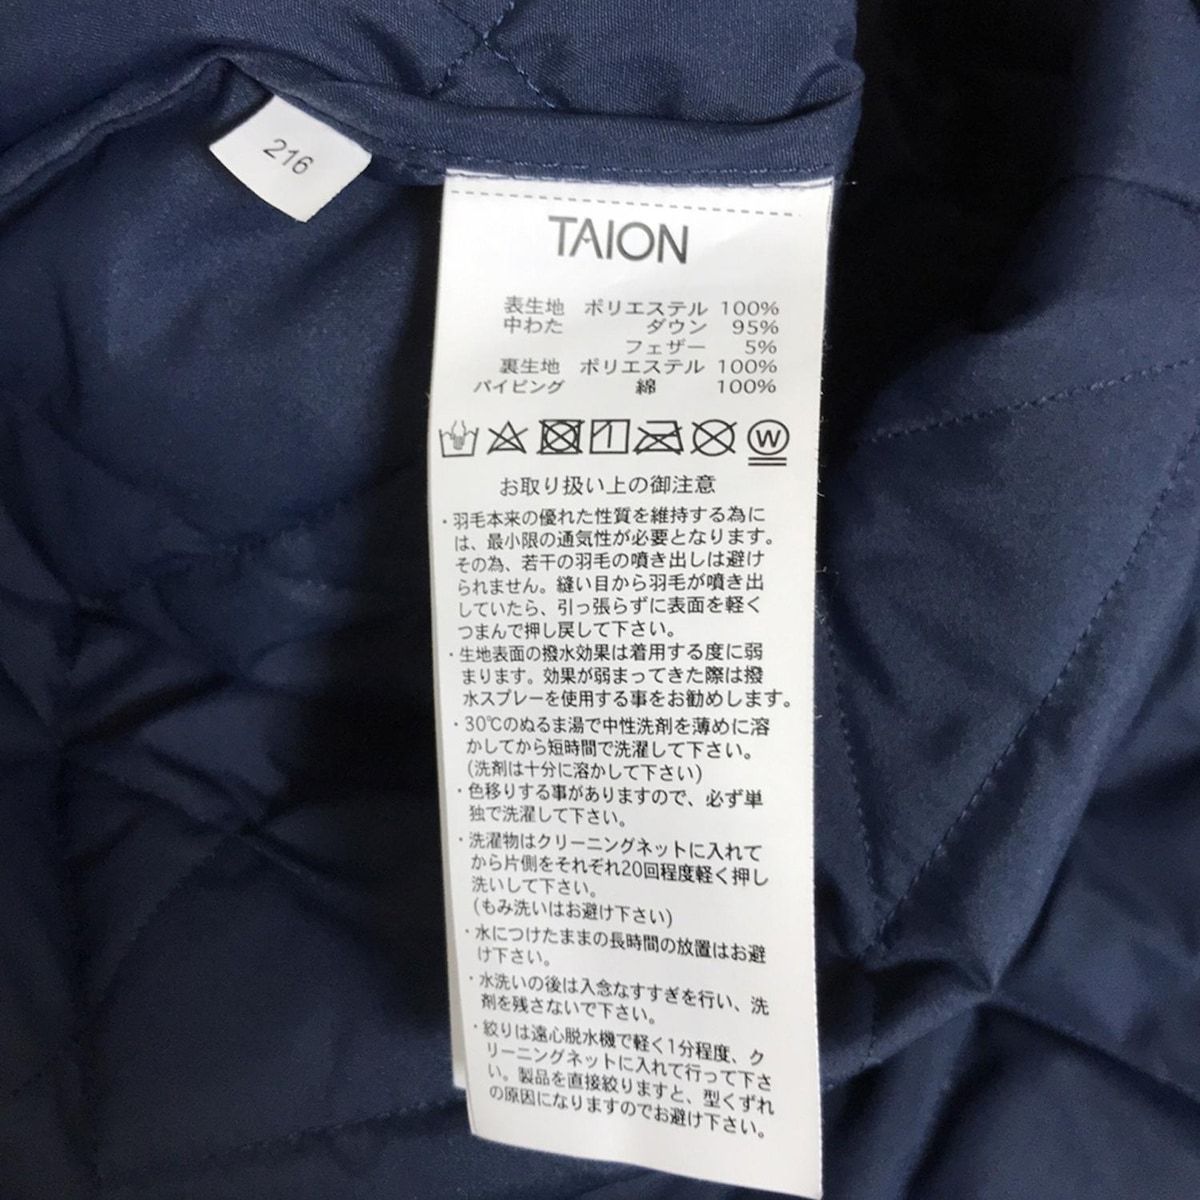 216
TAION
表生地 ポリエステル 100%
中わた ダウン 95%
フェザー 5%
裏生地 ポリエステル 100%
パイピング 綿 100%
W
お取り扱い上の御注意
・羽毛本来の優れた性質を維持する為に
は、最小限の通気性が必要となります。
その為、若干の羽毛の噴き出しは避け
られません。縫い目から羽毛が噴き出
していたら、引っ張らずに表面を軽く
つまんで押し戻して下さい。
・生地表面の撥水効果は着用する度に弱
まります。効果が弱まってきた際は撥
水スプレーを使用する事をお勧めします。
・30℃のぬるま湯で中性洗剤を薄めに溶
かしてから短時間で洗濯して下さい。
(洗剤は十分に溶かして下さい)
・色移りする事がありますので、必ず単
独で洗濯して下さい。
・洗濯物はクリーニングネットに入れて
から片側をそれぞれ20回程度軽く押し
洗いして下さい。
(もみ洗いはお避け下さい)
・水につけたままの長時間の放置はお避
け下さい。
・水洗いの後は入念なすすぎを行い、洗
剤を残さないで下さい。
・絞りは遠心脱水機で軽く1分程度、ク
リーニングネットに入れて行って下さ
い。製品を直接絞りますと、型くずれ
の原因になりますのでお避け下さい。